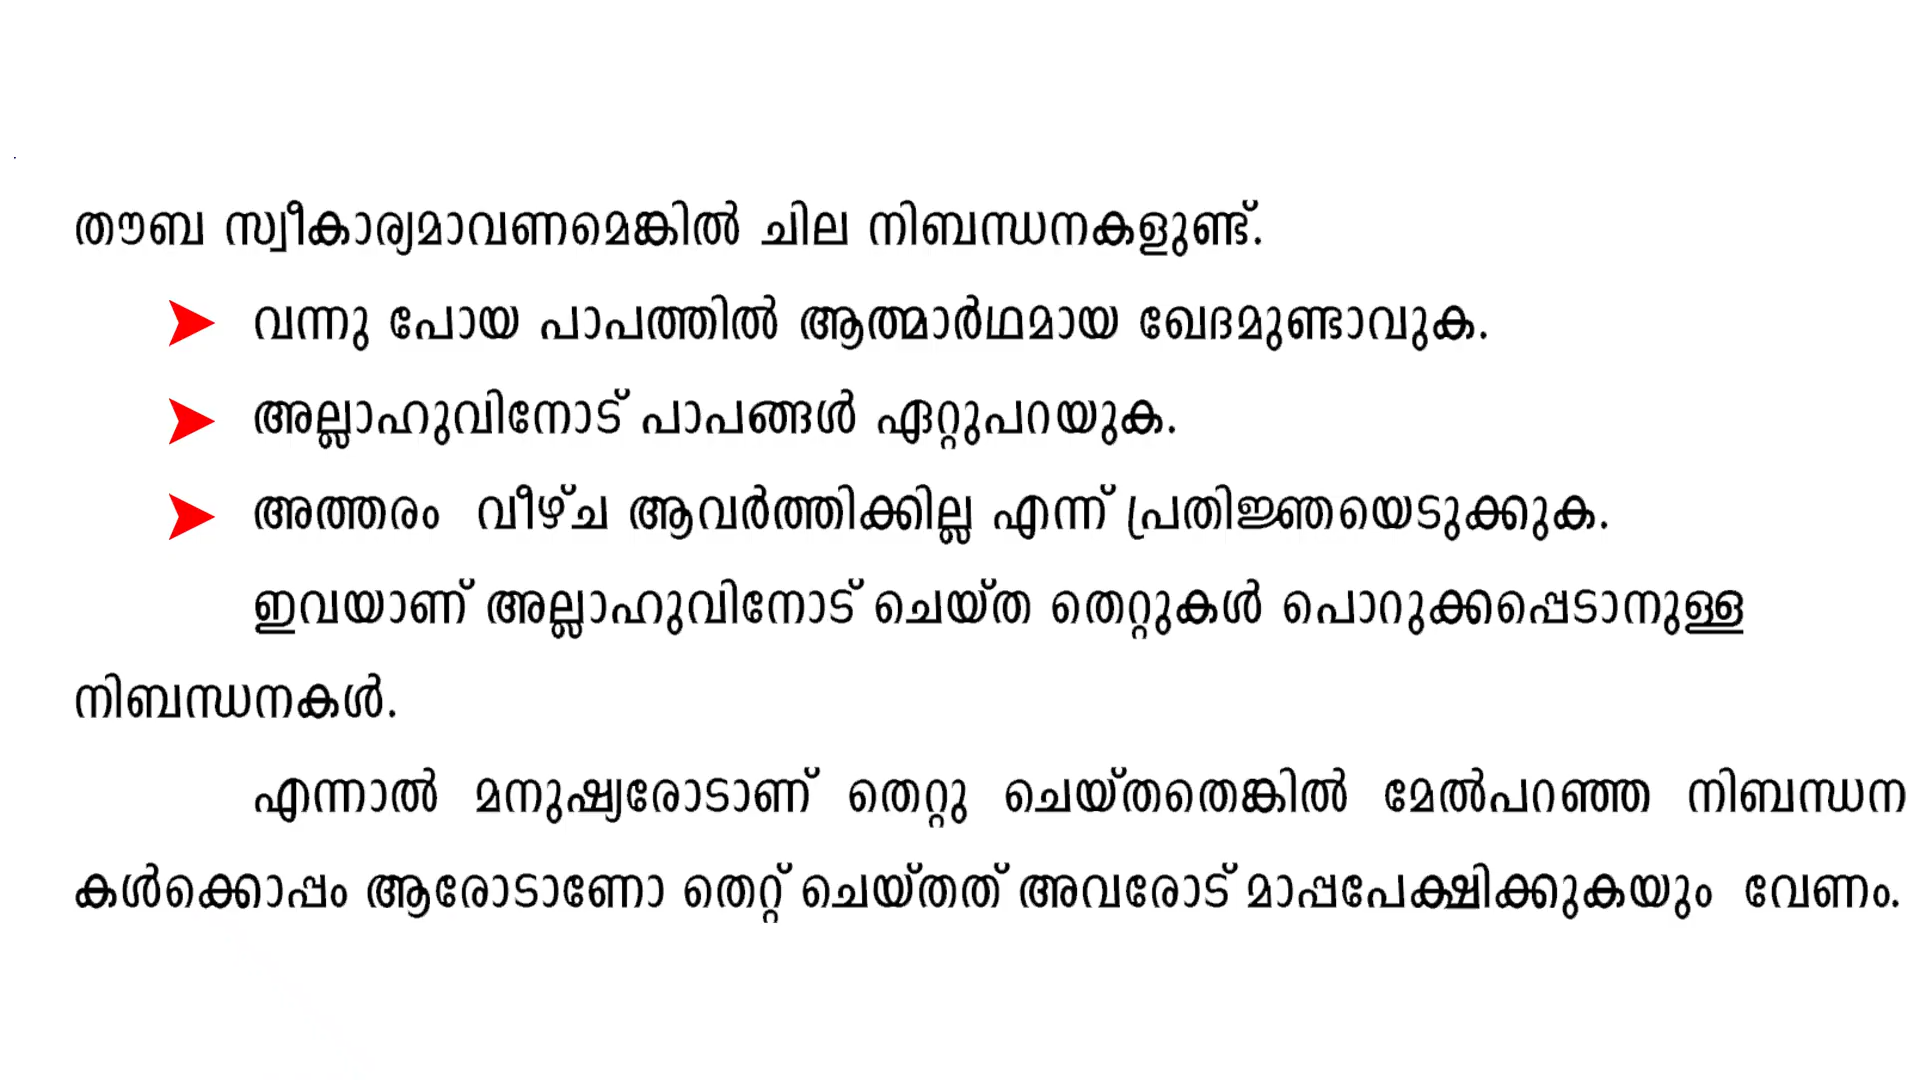 തൗബ സ്വീകാര്യമാവണമെങ്കിൽ ചില നിബന്ധനകളുണ്ട്.
➤ വന്നു പോയ പാപത്തിൽ ആത്മാർഥമായ ഖേദമുണ്ടാവുക.
➤ അല്ലാഹുവിനോട് പാപങ്ങൾ ഏറ്റുപറയുക.
➤ അത്തരം വീഴ്ച ആവർത്തിക്കില്ല എന്ന് പ്രതിജ്ഞയെടുക്കുക.
ഇവയാണ് അല്ലാഹുവിനോട് ചെയ്ത തെറ്റുകൾ പൊറുക്കപ്പെടാനുള്ള
നിബന്ധനകൾ.
എന്നാൽ മനുഷ്യരോടാണ് തെറ്റു ചെയ്തതെങ്കിൽ മേൽപറഞ്ഞ നിബന്ധന
കൾക്കൊപ്പം ആരോടാണോ തെറ്റ് ചെയ്തത് അവരോട് മാപ്പപേക്ഷിക്കുകയും വേണം.